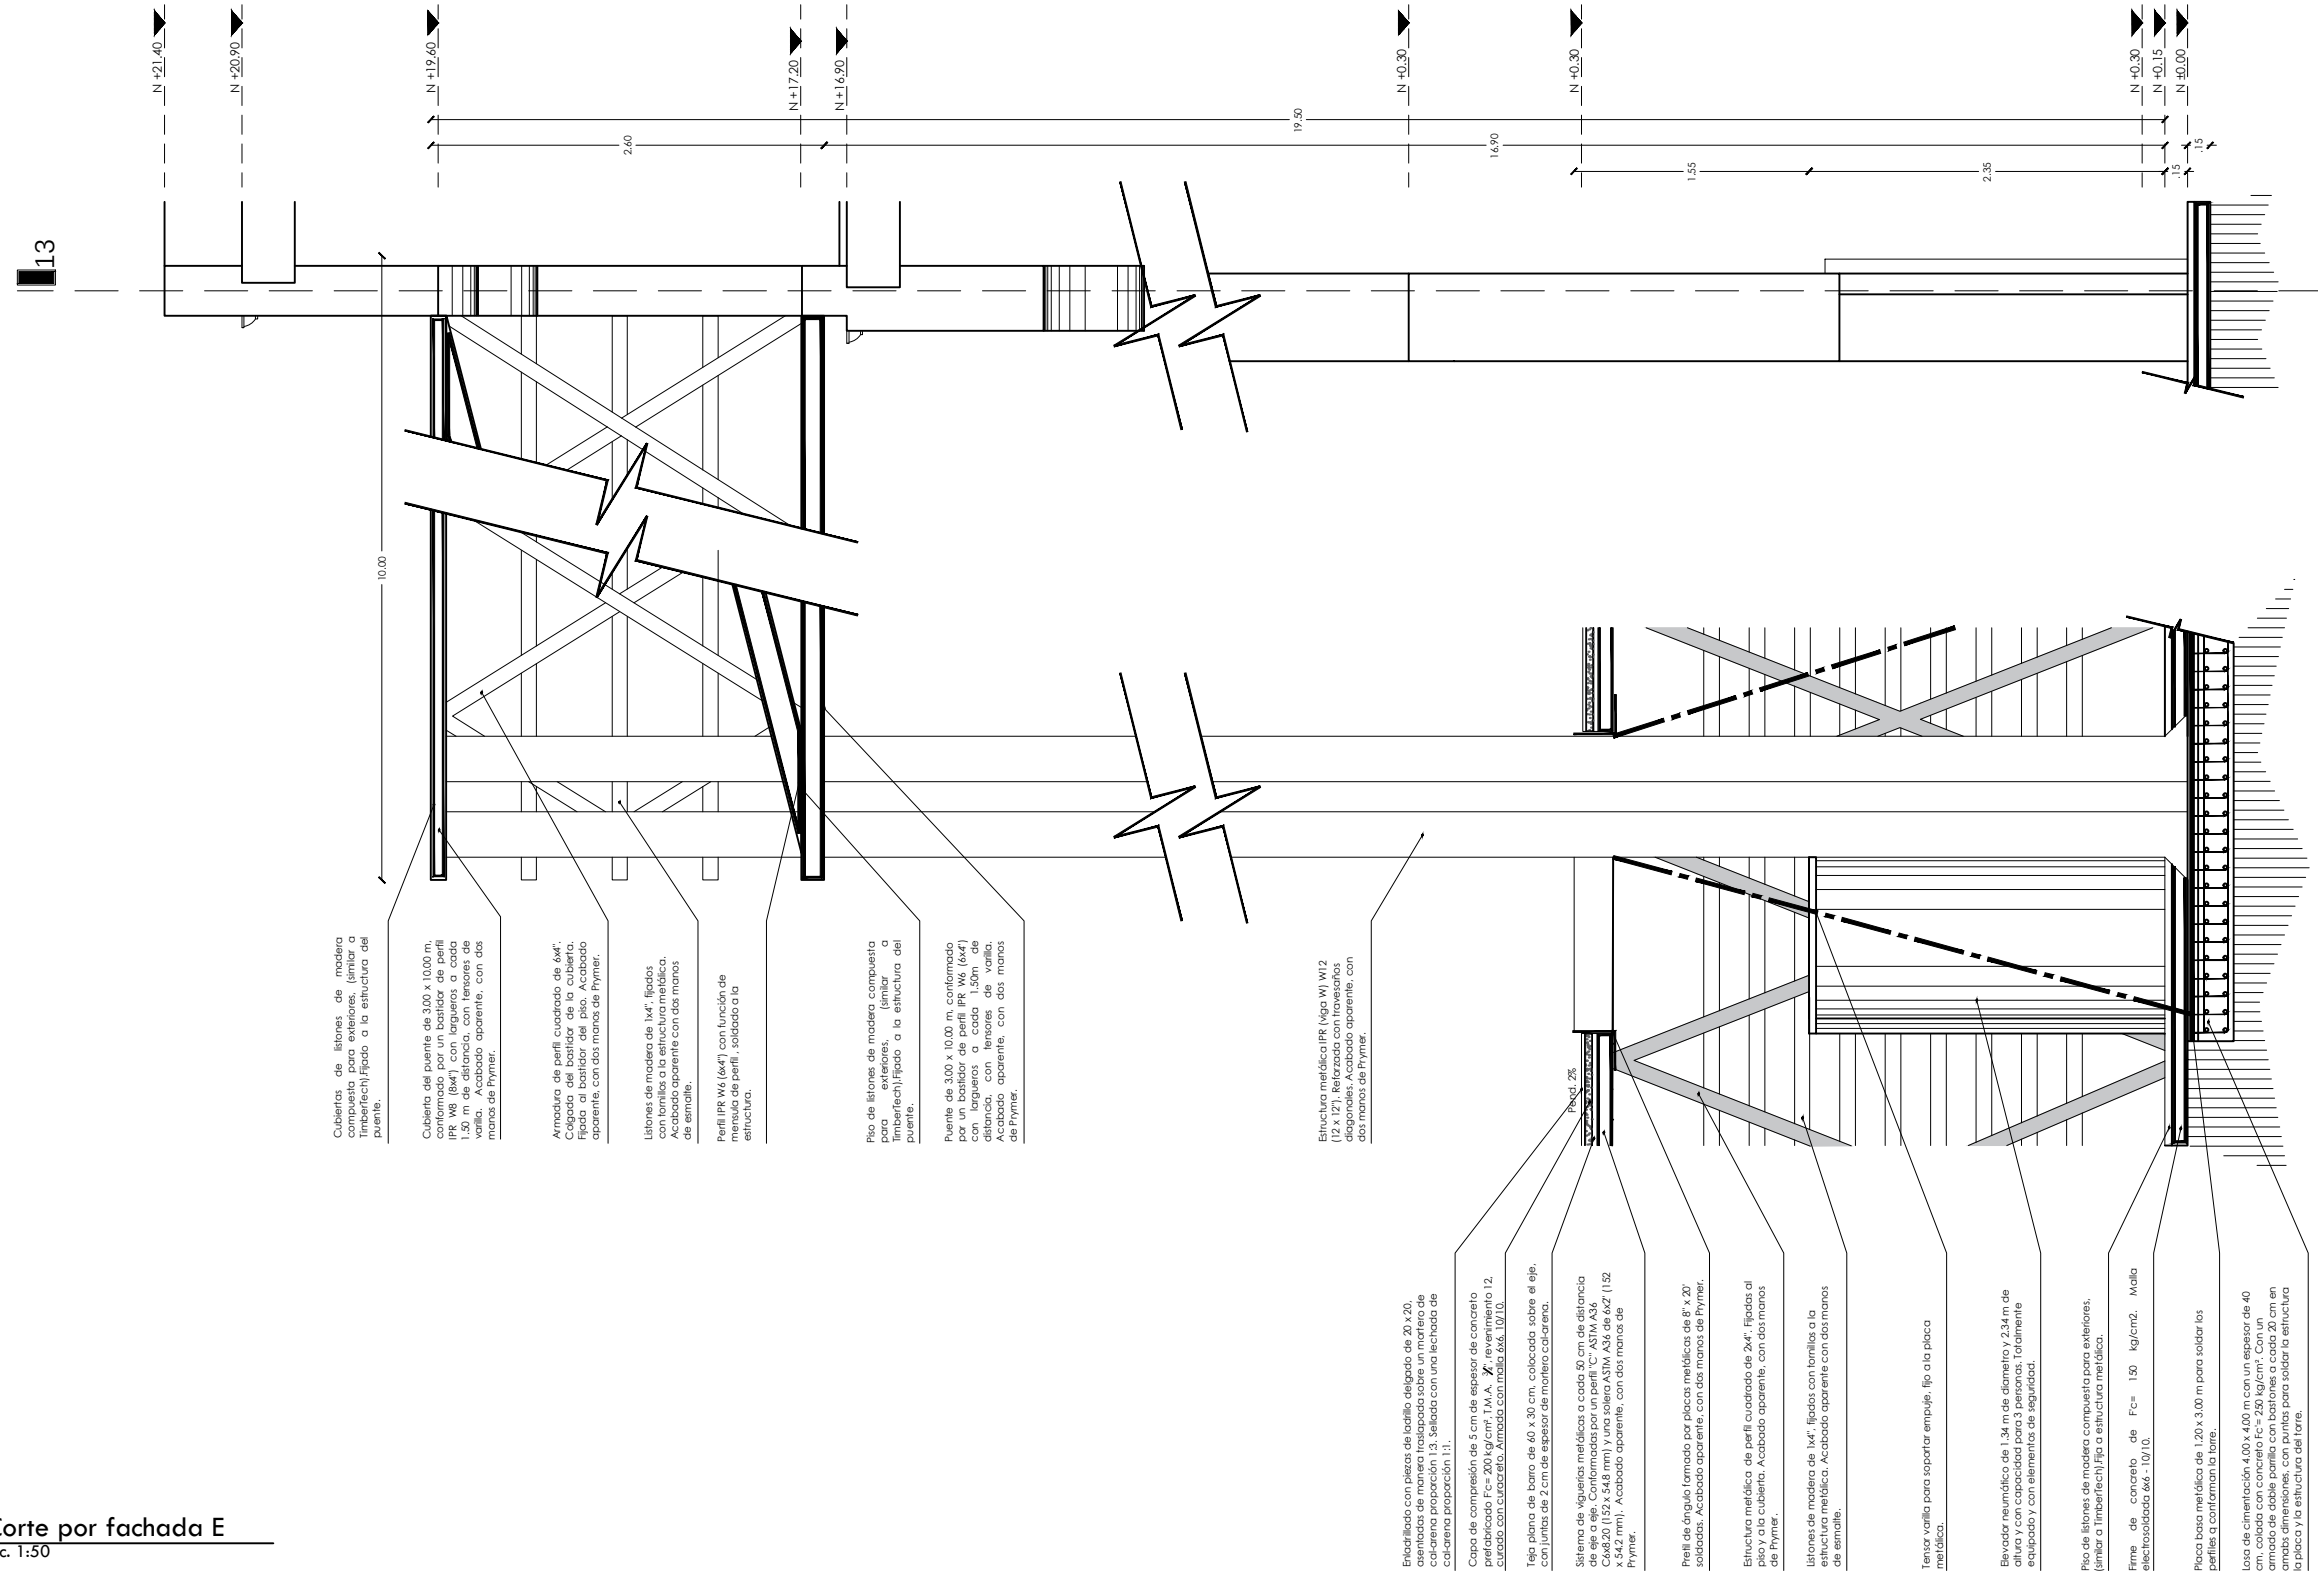 13
N +21.40
N +20.90
N +19.60
N +17.20
N +16.90
N +0.30
N +0.30
N +0.30
N +0.15
N ±0.00
19.50
2.60
16.90
1.55
2.35
.15
.15
10.00
Cubiertas de listones de madera
compuesta para exteriores, (similar a
TimberTech).Fijado a la estructura del
puente.
Cubierta del puente de 3.00 x 10.00 m,
conformado por un bastidor de perfil
IPR W8 (8x4") con largueros a cada
1.50 m de distancia, con tensores de
varilla. Acabado aparente, con dos
manos de Prymer.
Armadura de perfil cuadrado de 6x4".
Colgada del bastidor de la cubierta.
Fijada al bastidor del piso. Acabado
aparente, con dos manos de Prymer.
Listones de madera de 1x4", fijados
con tornillos a la estructura metálica.
Acabado aparente con dos manos
de esmalte.
Perfil IPR W6 (6x4") con función de
mensula de perfil , soldado a la
estructura.
Piso de listones de madera compuesta
para exteriores, (similar a
TimberTech).Fijado a la estructura del
puente.
Puente de 3.00 x 10.00 m, conformado
por un bastidor de perfil IPR W6 (6x4")
con largueros a cada 1.50m de
distancia, con tensores de varilla.
Acabado aparente, con dos manos
de Prymer.
Estructura metálica IPR (viga W) W12
(12 x 12"). Reforzada con travesaños
diagonales. Acabado aparente, con
dos manos de Prymer.
Pend. 2%
Enladrillado con piezas de ladrillo delgado de 20 x 20,
asentadas de manera traslapada sobre un mortero de
cal-arena proporción 1:3. Sellada con una lechada de
cal-arena proporción 1:1.
Capa de compresión de 5 cm de espesor de concreto
prefabricado F'c= 200 kg/cm², T.M.A. ¾", revenimiento 12,
curado con curacreto. Armada con malla 6x6, 10/10.
Teja plana de barro de 60 x 30 cm, colocada sobre el eje,
con juntas de 2 cm de espesor de mortero cal-arena.
Sistema de viguerias metálicas a cada 50 cm de distancia
de eje a eje. Conformadas por un perfil "C" ASTM A36
C6x8.20 (152 x 54.8 mm) y una solera ASTM A36 de 6x2' (152
x 54.2 mm). Acabado aparente, con dos manos de
Prymer.
Pretil de ángulo formado por placas metálicas de 8" x 20'
soldadas. Acabado aparente, con dos manos de Prymer.
Estructura metálica de perfil cuadrado de 2x4". Fijadas al
piso y a la cubierta. Acabado aparente, con dos manos
de Prymer.
Listones de madera de 1x4", fijados con tornillos a la
estructura metálica. Acabado aparente con dos manos
de esmalte.
Tensor varilla para soportar empuje, fijo a la placa
metálica.
Elevador neumático de 1.34 m de diametro y 2.34 m de
altura y con capacidad para 3 personas. Totalmente
equipado y con elementos de seguridad.
Piso de listones de madera compuesta para exteriores,
(similar a TimberTech).Fija a estructura metálica.
Firme de concreto de F'c= 150 kg/cm2. Malla
electrosoldada 6x6 - 10/10.
Placa basa metálica de 1.20 x 3.00 m para soldar los
perfiles q conforman la torre.
Losa de cimentación 4.00 x 4.00 m con un espesor de 40
cm. colada con concreto Fc'= 250 kg/cm². Con un
armado de doble parrilla con bastones a cada 20 cm en
amabs dimensiones, con puntas para soldar la estructura
la placa y la estructura del torre.
Corte por fachada E
c. 1:50